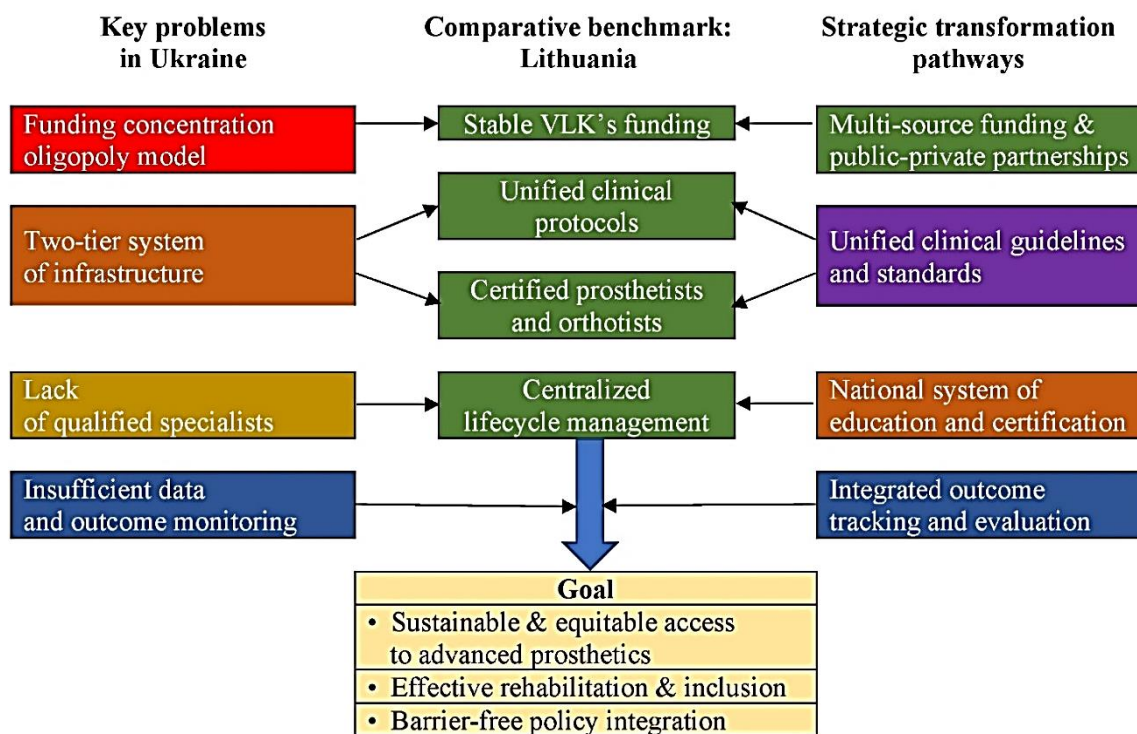 Key problems
in Ukraine
Comparative benchmark:
Lithuania
Strategic transformation
pathways
Funding concentration
oligopoly model
Stable VLK’s funding
Multi-source funding &
public-private partnerships
Two-tier system
of infrastructure
Unified clinical
protocols
Certified prosthetists
and orthotists
Unified clinical guidelines
and standards
Lack
of qualified specialists
Centralized
lifecycle management
National system of
education and certification
Insufficient data
and outcome monitoring
Integrated outcome
tracking and evaluation
Goal
• Sustainable & equitable access
to advanced prosthetics
• Effective rehabilitation & inclusion
• Barrier-free policy integration